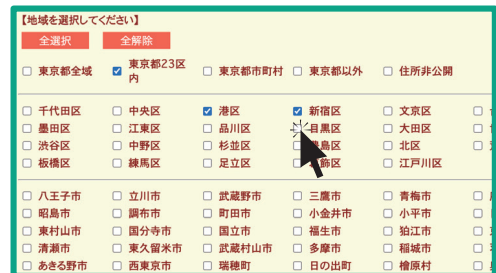 【地域を選択してください】
全選択 全解除
東京都全域 東京都23区内 東京都市町村 東京都以外 住所非公開
千代田区 中央区 港区 新宿区 文京区
墨田区 江東区 品川区 目黒区 大田区
渋谷区 中野区 杉並区 島区 北区
板橋区 練馬区 足立区 飾区 江戸川区
八王子市 立川市 武蔵野市 三鷹市 青梅市
昭島市 調布市 町田市 小金井市 小平市
東村山市 国分寺市 国立市 福生市 狛江市
清瀬市 東久留米市 武蔵村山市 多摩市 稲城市
あきる野市 西東京市 瑞穂町 日の出町 檜原村